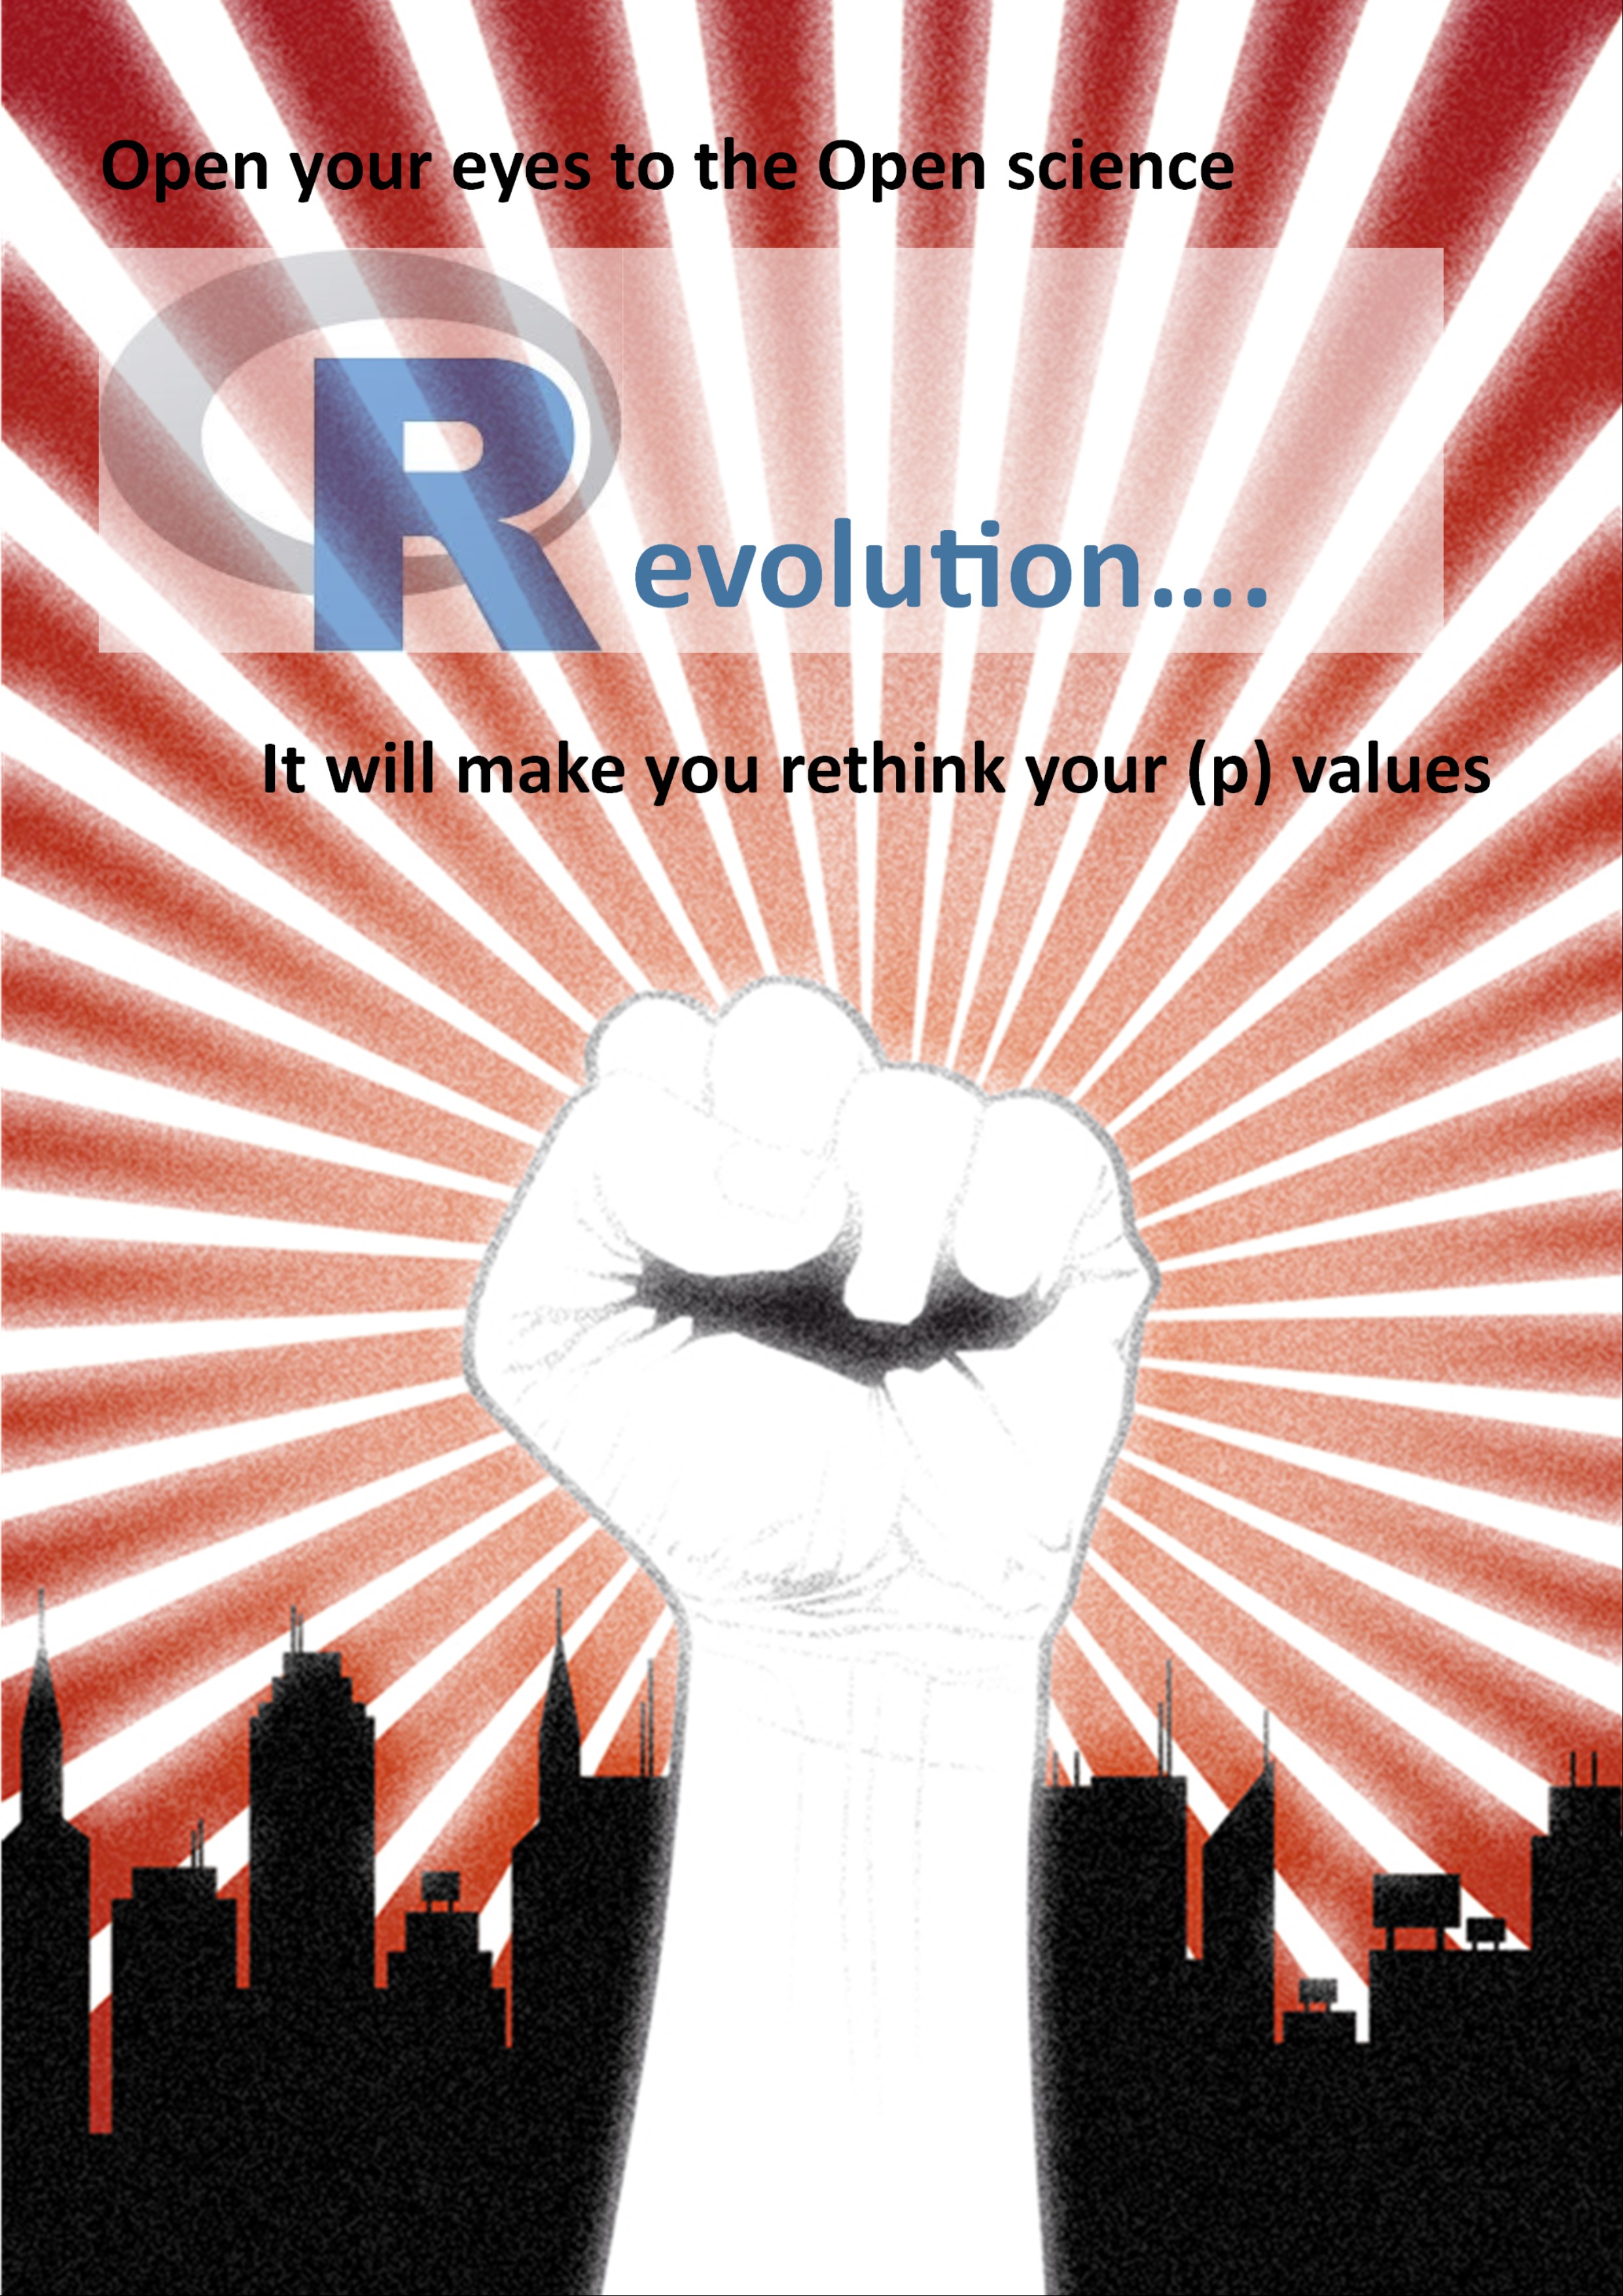 Open your eyes to the Open science
Revolution....
It will make you rethink your (p) values